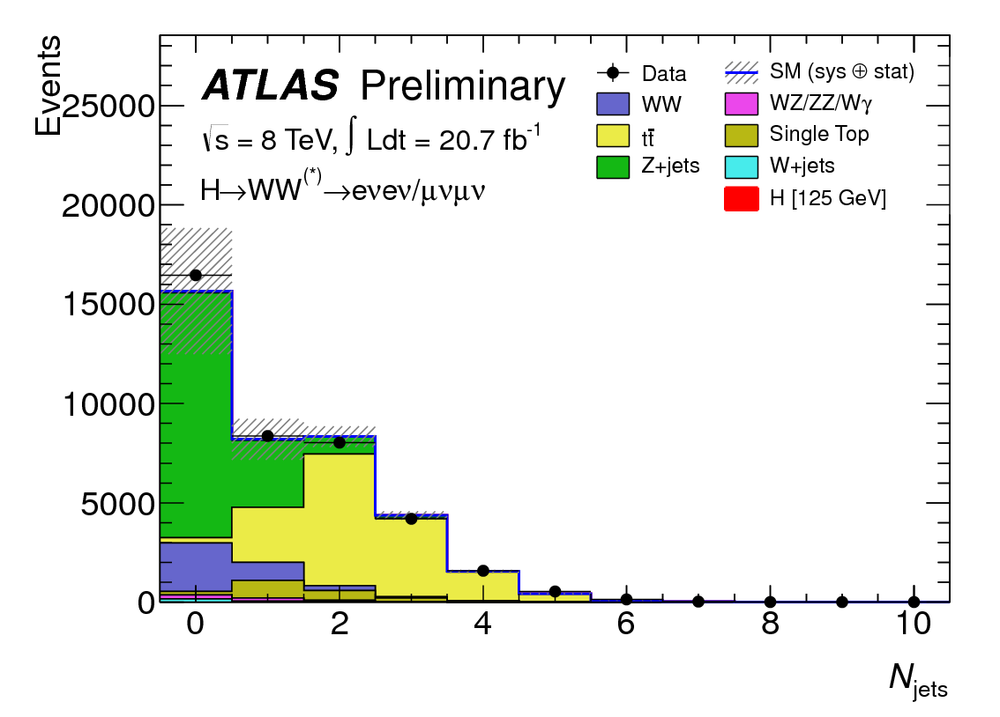 Events
ATLAS Preliminary
√s = 8 TeV, ∫ Ldt = 20.7 fb⁻¹
H→WW⁽*⁾→eνeν/μνμν
Data
WW
tt̄
Z+jets
SM (sys ⊕ stat)
WZ/ZZ/Wγ
Single Top
W+jets
H [125 GeV]
25000
20000
15000
10000
5000
0
0 2 4 6 8 10
N_jets